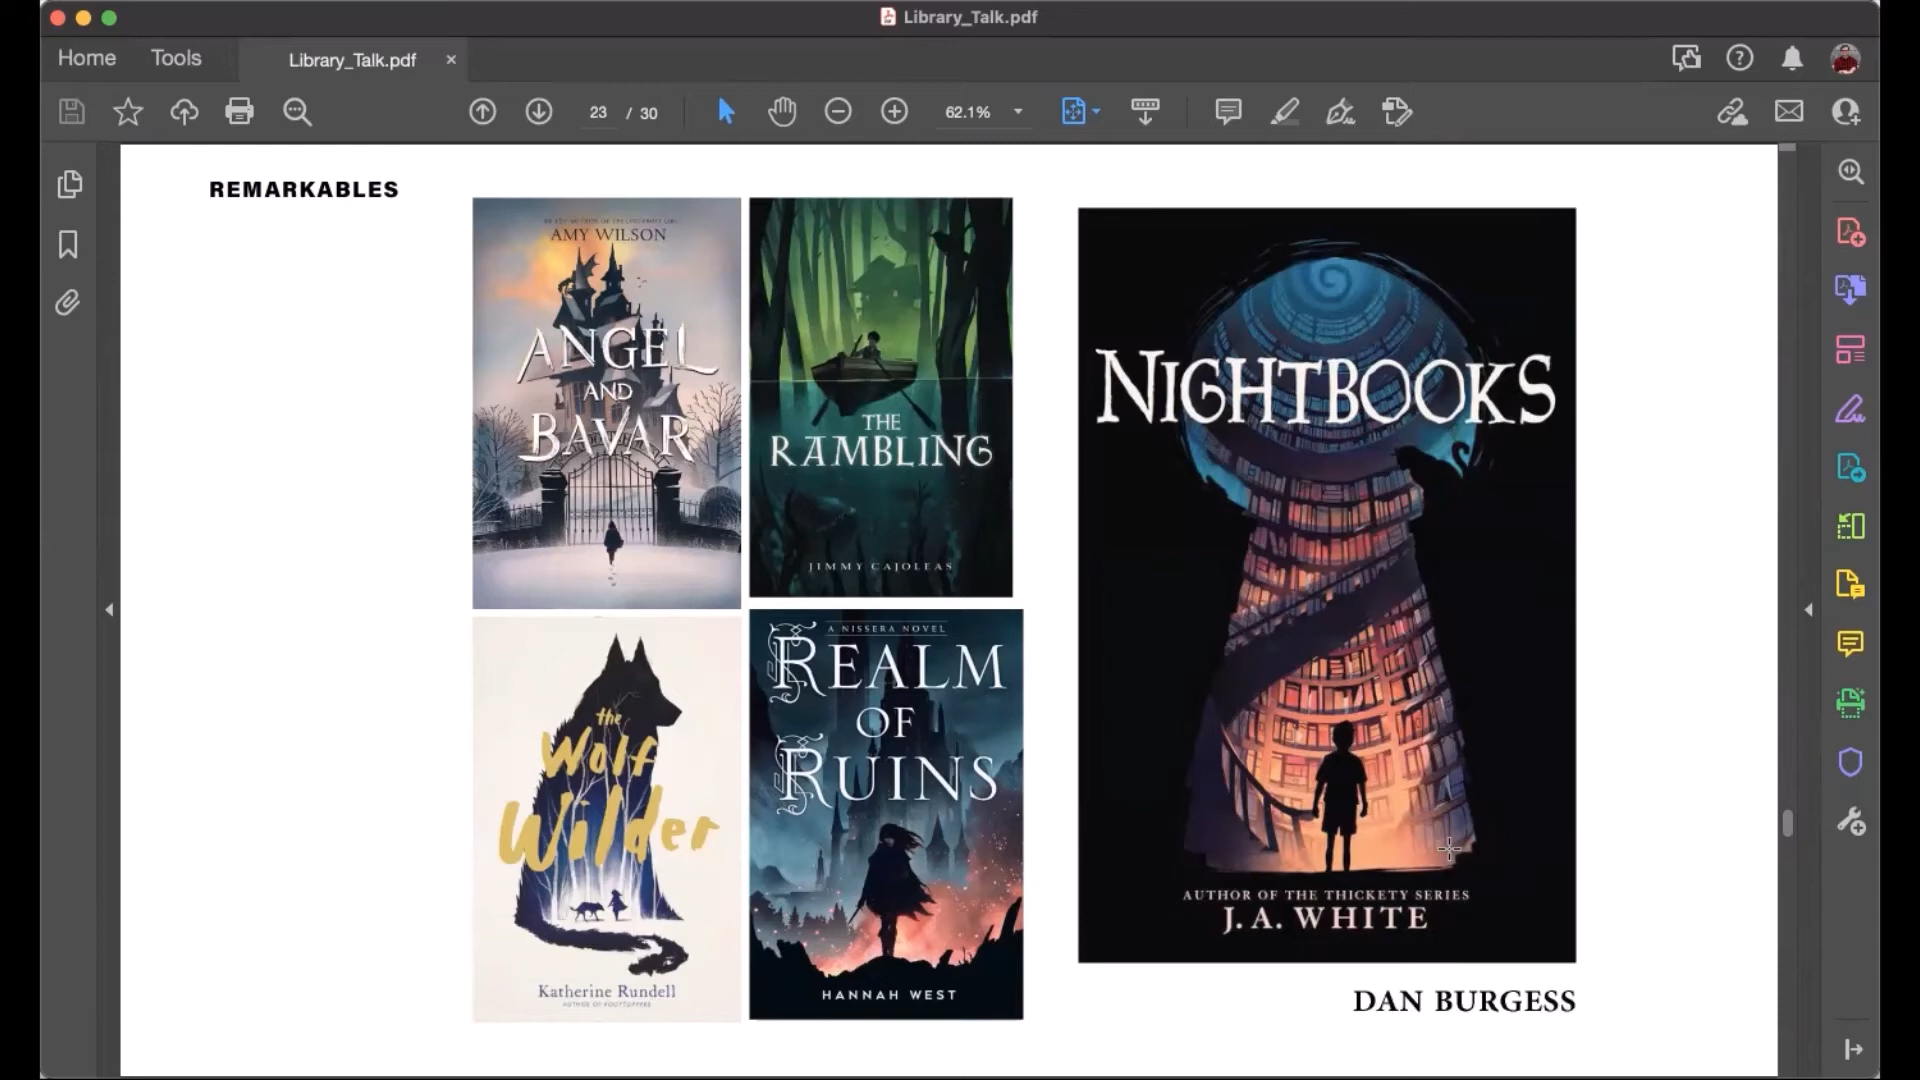 Library_Talk.pdf
Home
Tools
Library_Talk.pdf
23 / 30
62.1%
REMARKABLES
AMY WILSON
ANGEL
AND
BAVAR
THE
RAMBLING
JIMMY CAJOLEAS
the
Wolf
Wilder
Katherine Rundell
A NISSERA NOVEL
REALM
OF
RUINS
HANNAH WEST
NIGHTBOOKS
AUTHOR OF THE THICKETY SERIES
J. A. WHITE
DAN BURGESS